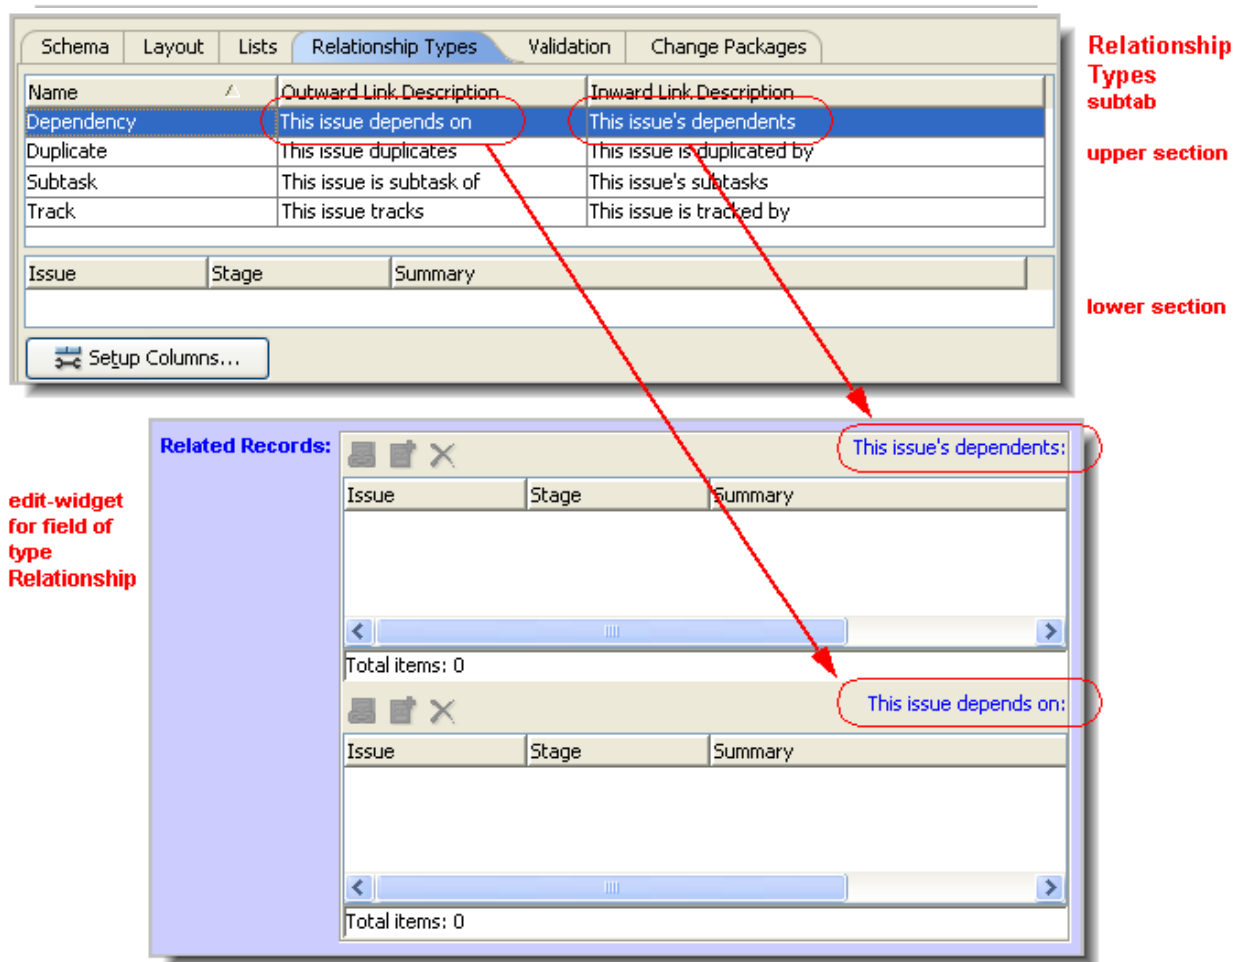 Schema Layout Lists Relationship Types Validation Change Packages
Name Outward Link Description Inward Link Description
Dependency This issue depends on This issue's dependents
Duplicate This issue duplicates This issue is duplicated by
Subtask This issue is subtask of This issue's subtasks
Track This issue tracks This issue is tracked by
Issue Stage Summary
Setup Columns...
Relationship
Types
subtab
upper section
lower section
Related Records:
This issue's dependents:
Issue Stage Summary
Total items: 0
This issue depends on:
Issue Stage Summary
Total items: 0
edit-widget
for field of
type
Relationship